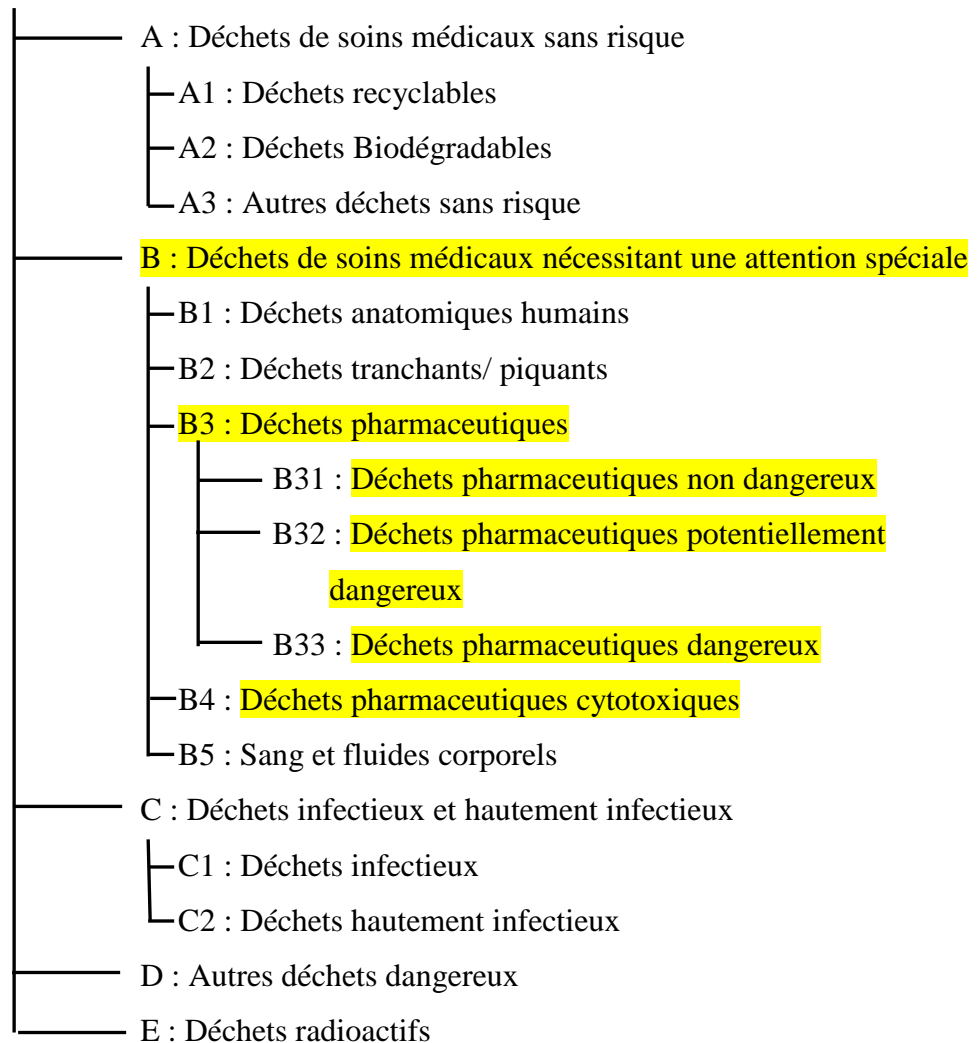 A : Déchets de soins médicaux sans risque
A1 : Déchets recyclables
A2 : Déchets Biodégradables
A3 : Autres déchets sans risque
B : Déchets de soins médicaux nécessitant une attention spéciale
B1 : Déchets anatomiques humains
B2 : Déchets tranchants/ piquants
B3 : Déchets pharmaceutiques
B31 : Déchets pharmaceutiques non dangereux
B32 : Déchets pharmaceutiques potentiellement
dangereux
B33 : Déchets pharmaceutiques dangereux
B4 : Déchets pharmaceutiques cytotoxiques
B5 : Sang et fluides corporels
C : Déchets infectieux et hautement infectieux
C1 : Déchets infectieux
C2 : Déchets hautement infectieux
D : Autres déchets dangereux
E : Déchets radioactifs